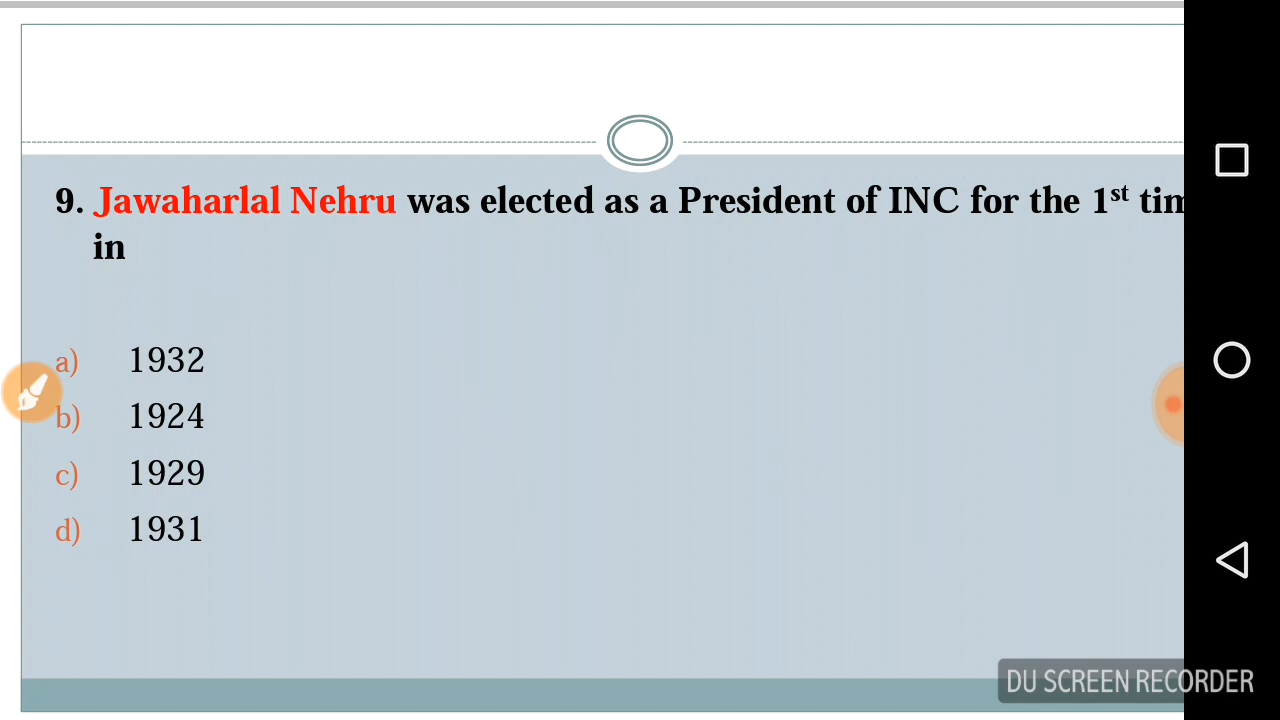 9. Jawaharlal Nehru was elected as a President of INC for the 1st
in
a) 1932
b) 1924
c) 1929
d) 1931
DU SCREEN RECORDER